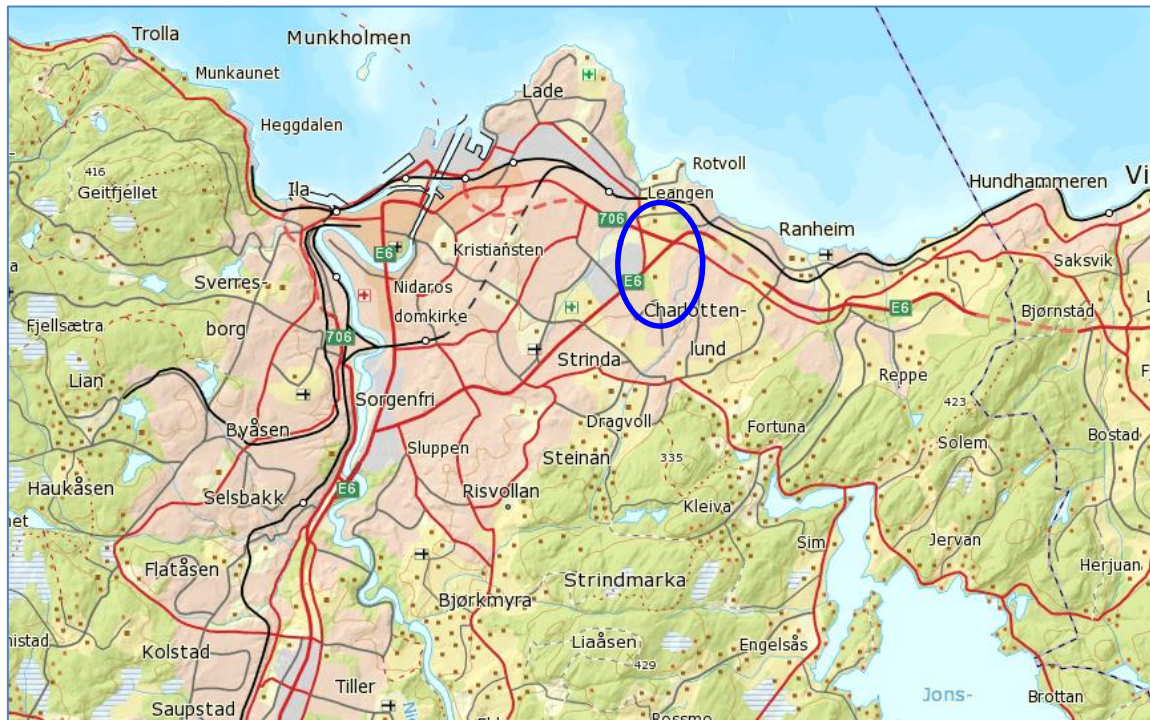 Trolla
Munkholmen
Munkaunet
Lade
Heggdalen
Rotvoll
416
Geitfjellet
Ila
Leangen
Hundhammeren
706
Ranheim
E6
Kristiansten
Saksvik
Sverres-
borg
Nidaros
domkirke
E6
E6
Bjørnstad
Charlotten-
lund
Fjellsætra
706
Strinda
Reppe
Lian
Sorgenfri
Dragvoll
423
Byåsen
Fortuna
Solem
Bostad
Sluppen
Steinan
335
Haukåsen
Selsbakk
E6
Risvollan
Kleiva
Sim
Jervan
Herjuan
Flatåsen
Strindmarka
Bjørkmyra
Liaåsen
Engelsås
Kolstad
429
Tiller
Jons-
Brottan
Saupstad